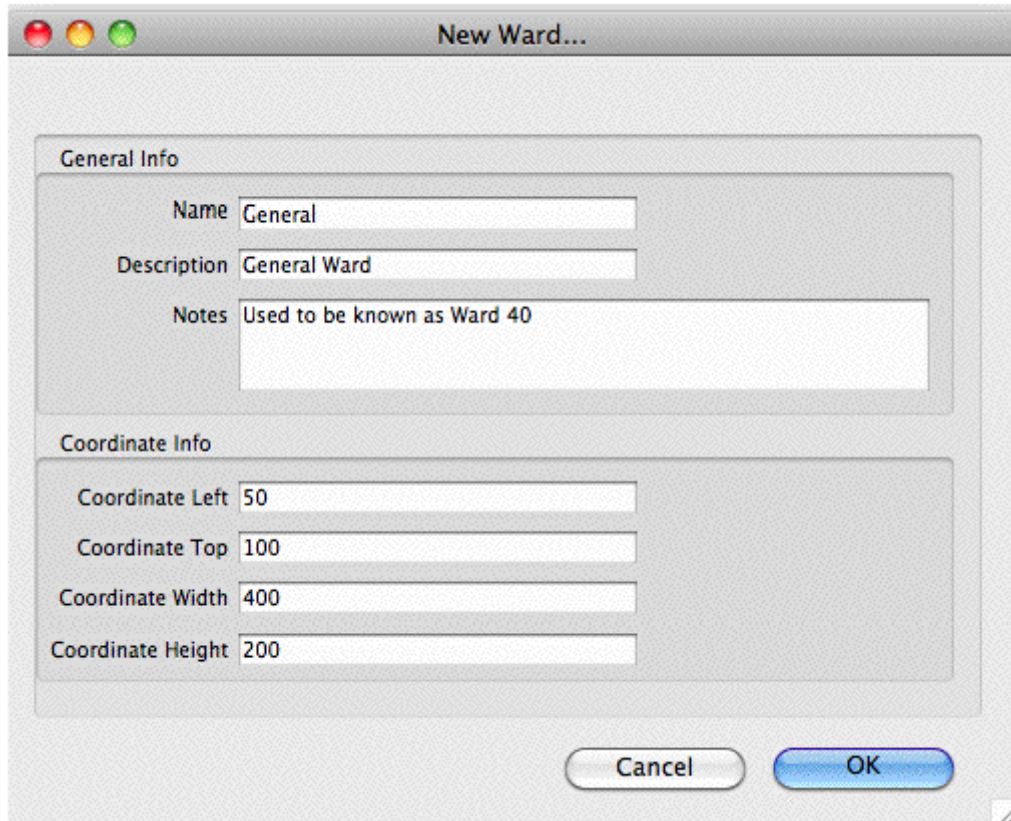 New Ward...
General Info
Name General
Description General Ward
Notes Used to be known as Ward 40
Coordinate Info
Coordinate Left 50
Coordinate Top 100
Coordinate Width 400
Coordinate Height 200
Cancel OK